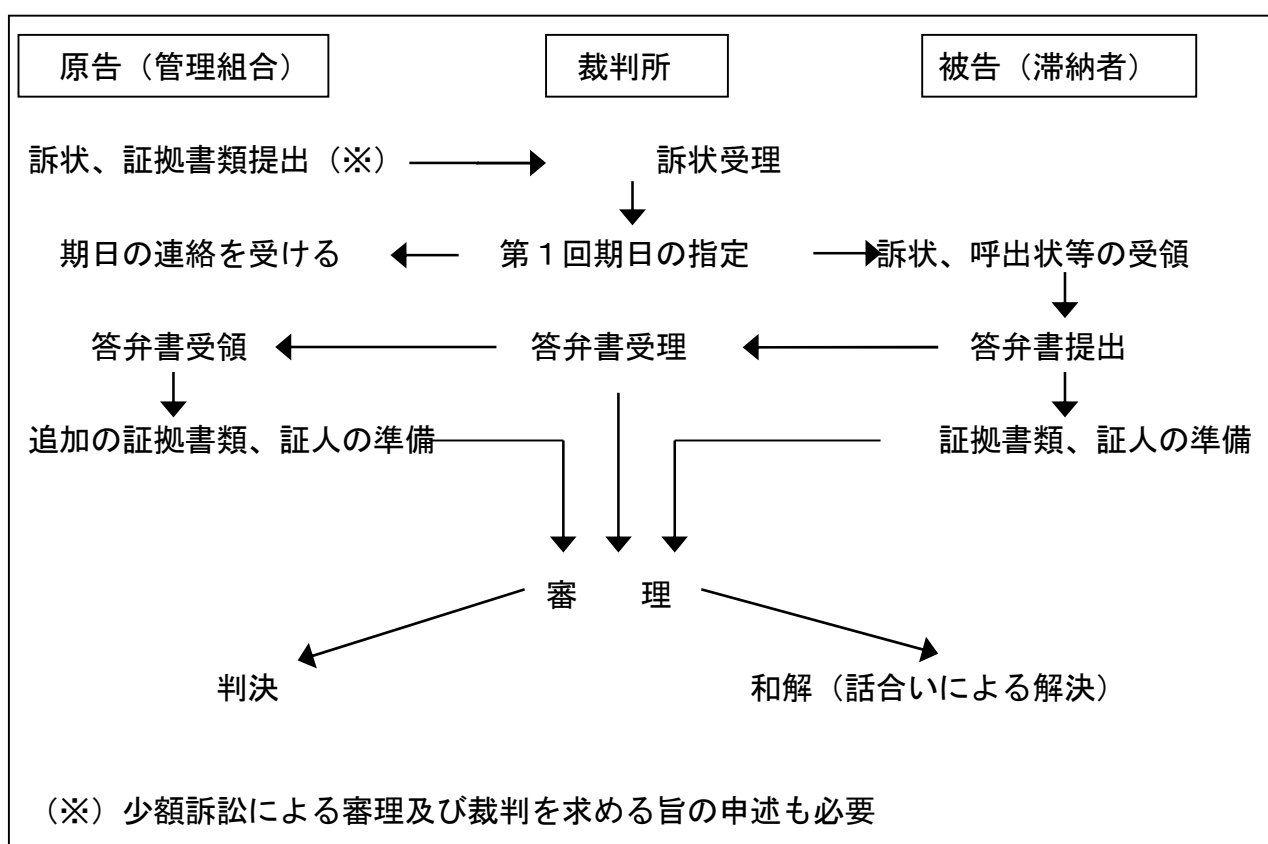 原告（管理組合）
裁判所
被告（滞納者）
訴状、証拠書類提出（※）
訴状受理
期日の連絡を受ける
第１回期日の指定
訴状、呼出状等の受領
答弁書受領
答弁書受理
答弁書提出
追加の証拠書類、証人の準備
証拠書類、証人の準備
審　理
判決
和解（話合いによる解決）
（※）少額訴訟による審理及び裁判を求める旨の申述も必要